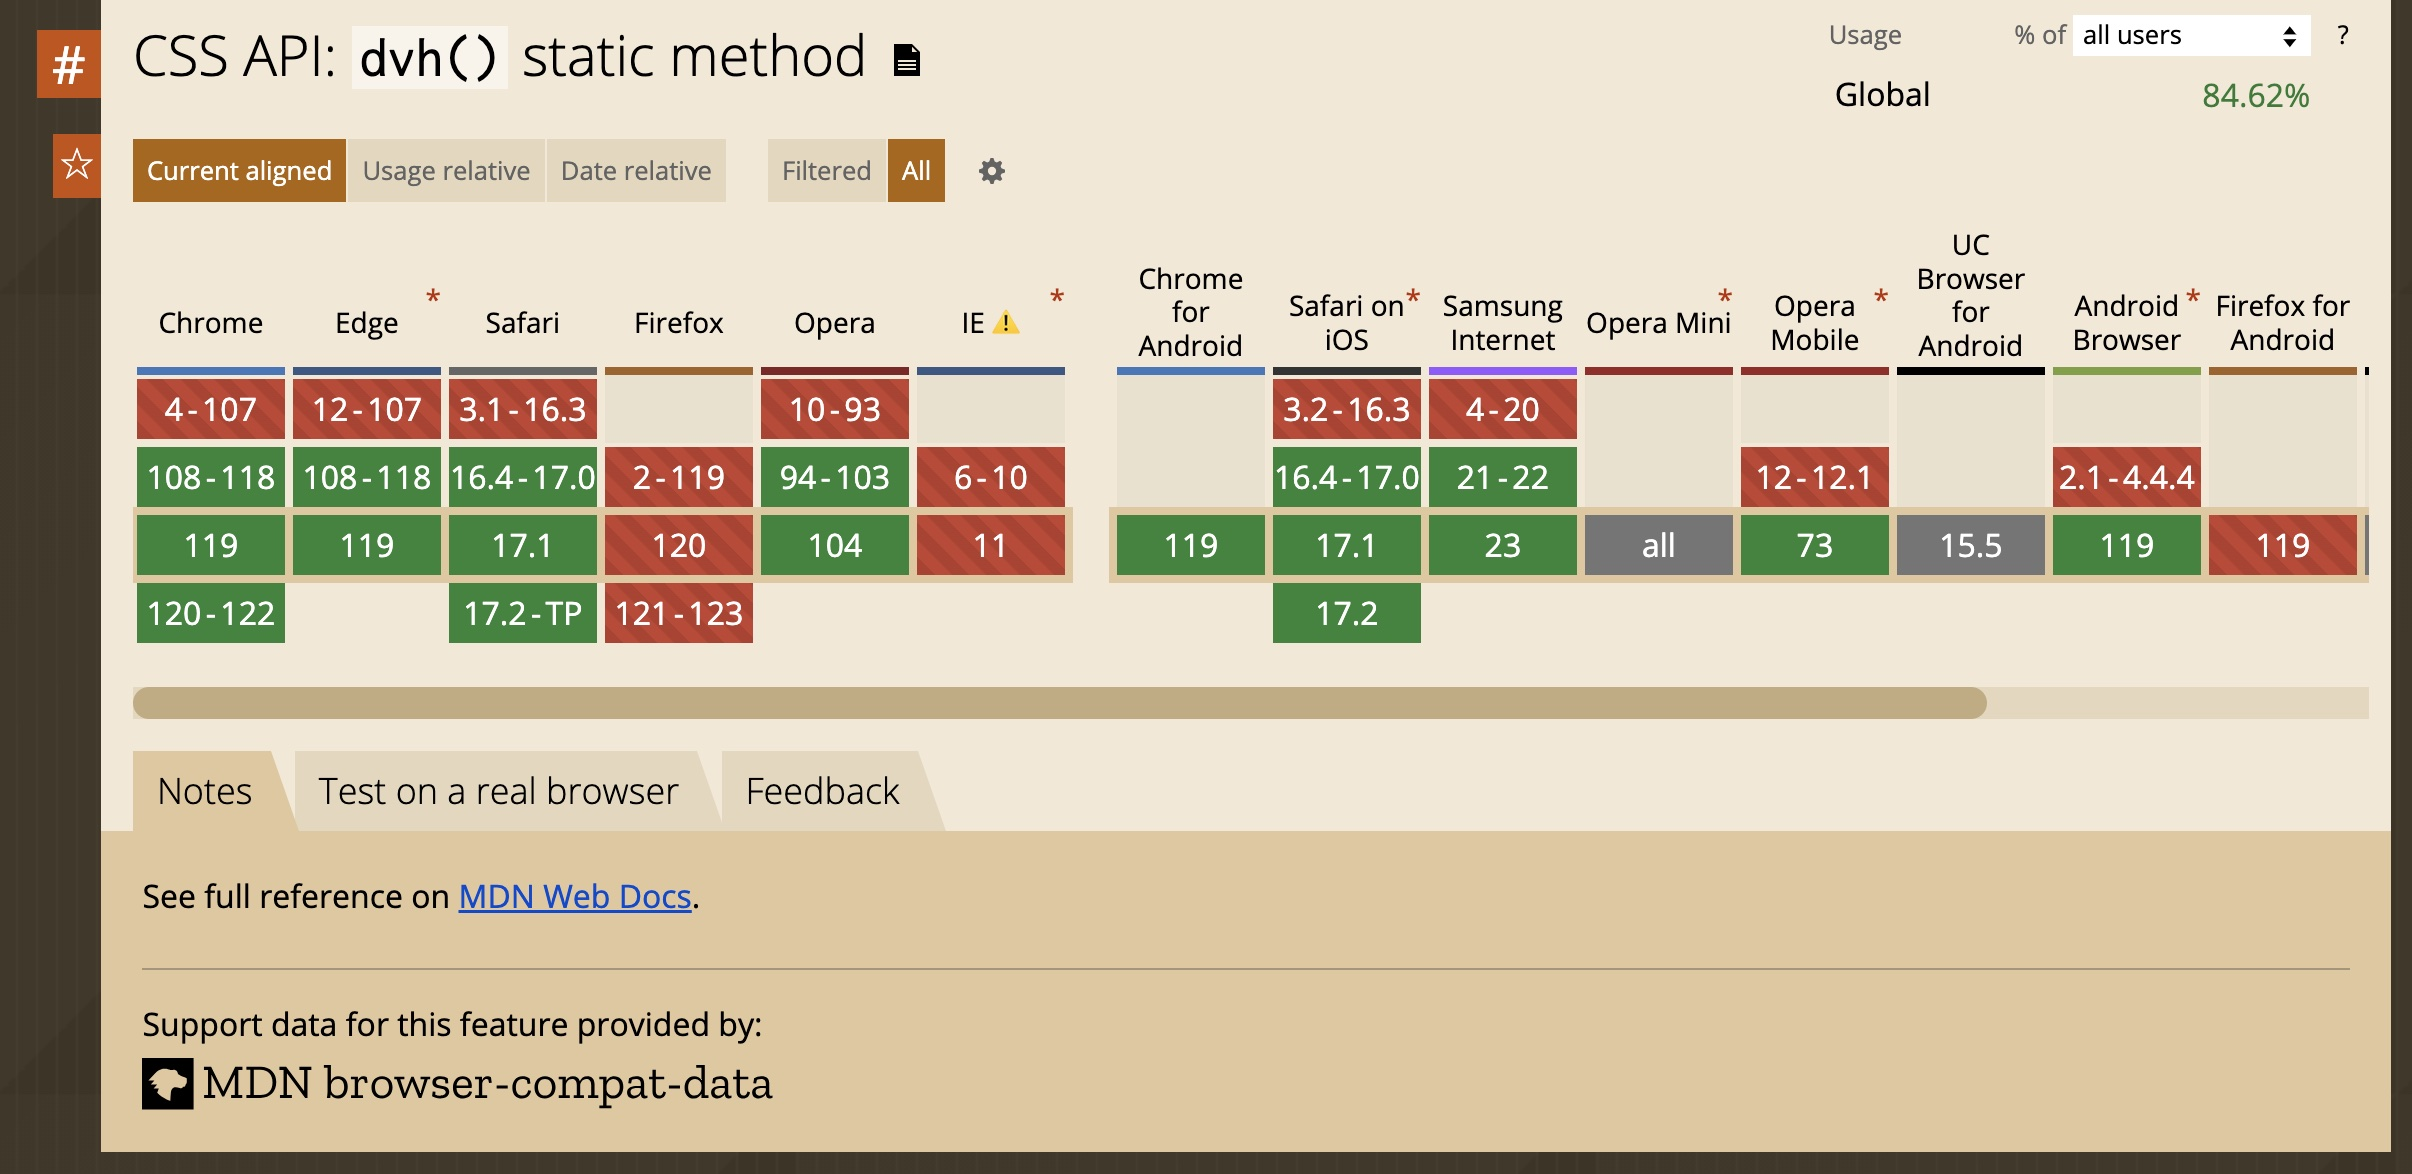 #
CSS API: dvh() static method
Usage % of all users ?
Global 84.62%
Current aligned Usage relative Date relative Filtered All
Chrome Edge * Safari Firefox Opera IE *
4-107 12-107 3.1-16.3 10-93
108-118 108-118 16.4-17.0 2-119 94-103 6-10
119 119 17.1 120 104 11
120-122 17.2-TP 121-123
Chrome for Android Safari on iOS * Samsung Internet Opera Mini * Opera Mobile * UC Browser for Android Android Browser * Firefox for Android
3.2-16.3 4-20
16.4-17.0 21-22 12-12.1 2.1-4.4.4
119 17.1 23 all 73 15.5 119 119
17.2
Notes Test on a real browser Feedback
See full reference on MDN Web Docs.
Support data for this feature provided by:
MDN browser-compat-data